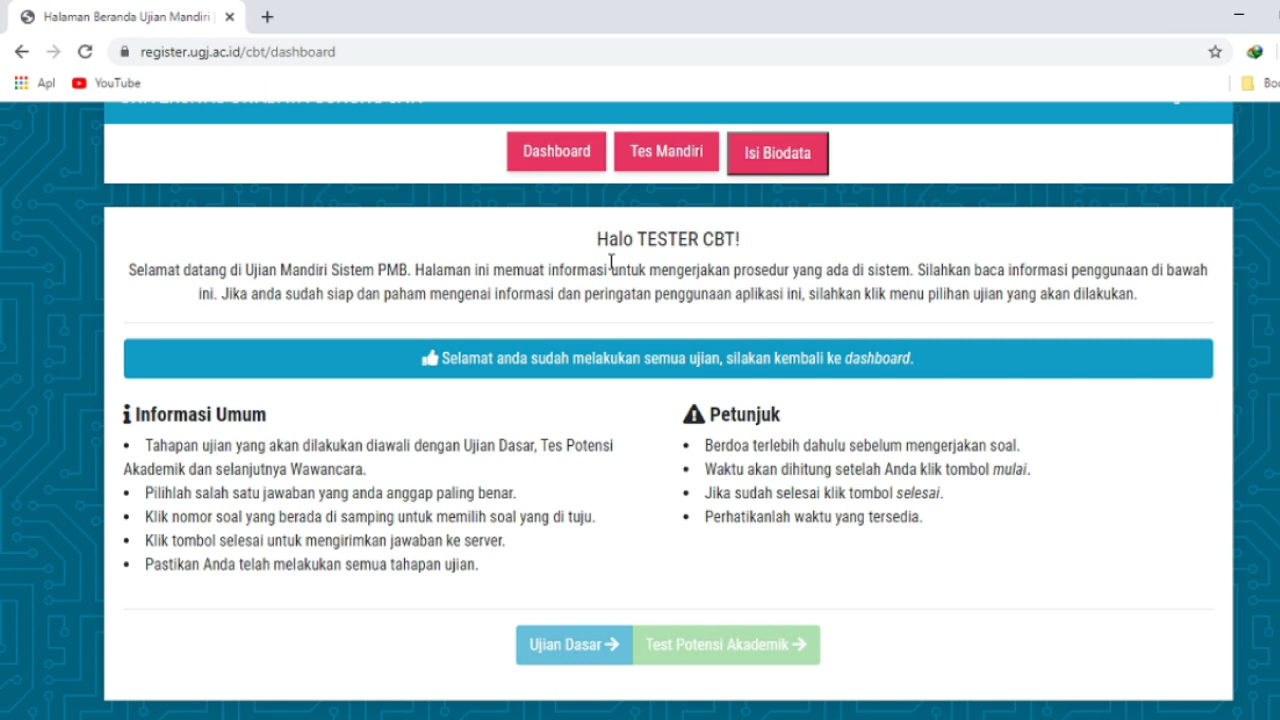 Halaman Beranda Ujian Mandiri
register.ugj.ac.id/cbt/dashboard
Apl YouTube
Dashboard Tes Mandiri Isi Biodata
Halo TESTER CBT!
Selamat datang di Ujian Mandiri Sistem PMB. Halaman ini memuat informasi untuk mengerjakan prosedur yang ada di sistem. Silahkan baca informasi penggunaan di bawah
ini. Jika anda sudah siap dan paham mengenai informasi dan peringatan penggunaan aplikasi ini, silahkan klik menu pilihan ujian yang akan dilakukan.
Selamat anda sudah melakukan semua ujian, silakan kembali ke dashboard.
Informasi Umum
• Tahapan ujian yang akan dilakukan diawali dengan Ujian Dasar, Tes Potensi
Akademik dan selanjutnya Wawancara.
• Pilihlah salah satu jawaban yang anda anggap paling benar.
• Klik nomor soal yang berada di samping untuk memilih soal yang di tuju.
• Klik tombol selesai untuk mengirimkan jawaban ke server.
• Pastikan Anda telah melakukan semua tahapan ujian.
Petunjuk
• Berdoa terlebih dahulu sebelum mengerjakan soal.
• Waktu akan dihitung setelah Anda klik tombol mulai.
• Jika sudah selesai klik tombol selesai.
• Perhatikanlah waktu yang tersedia.
Ujian Dasar → Test Potensi Akademik →